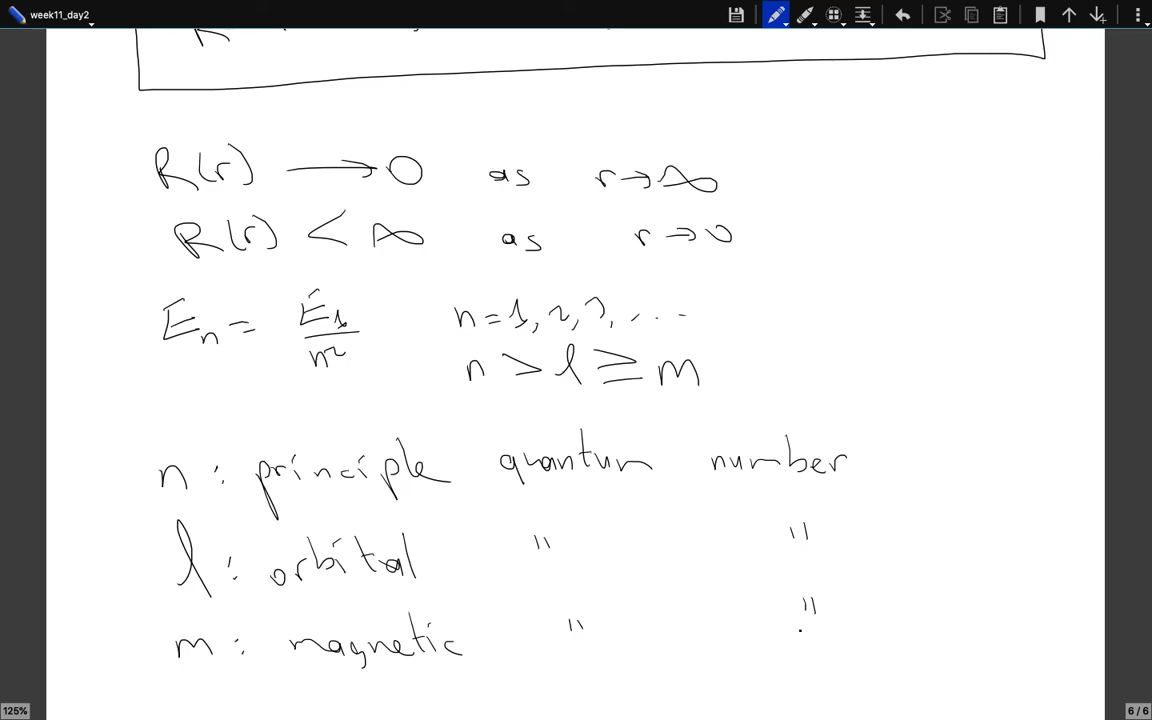 week11_day2
R(r) → 0 as r → ∞
R(r) < ∞ as r → 0
Eₙ = E₁/n² n = 1, 2, 3, ...
n > l ≥ m
n : principle quantum number
l : orbital " "
m : magnetic " "
125%
6 / 6